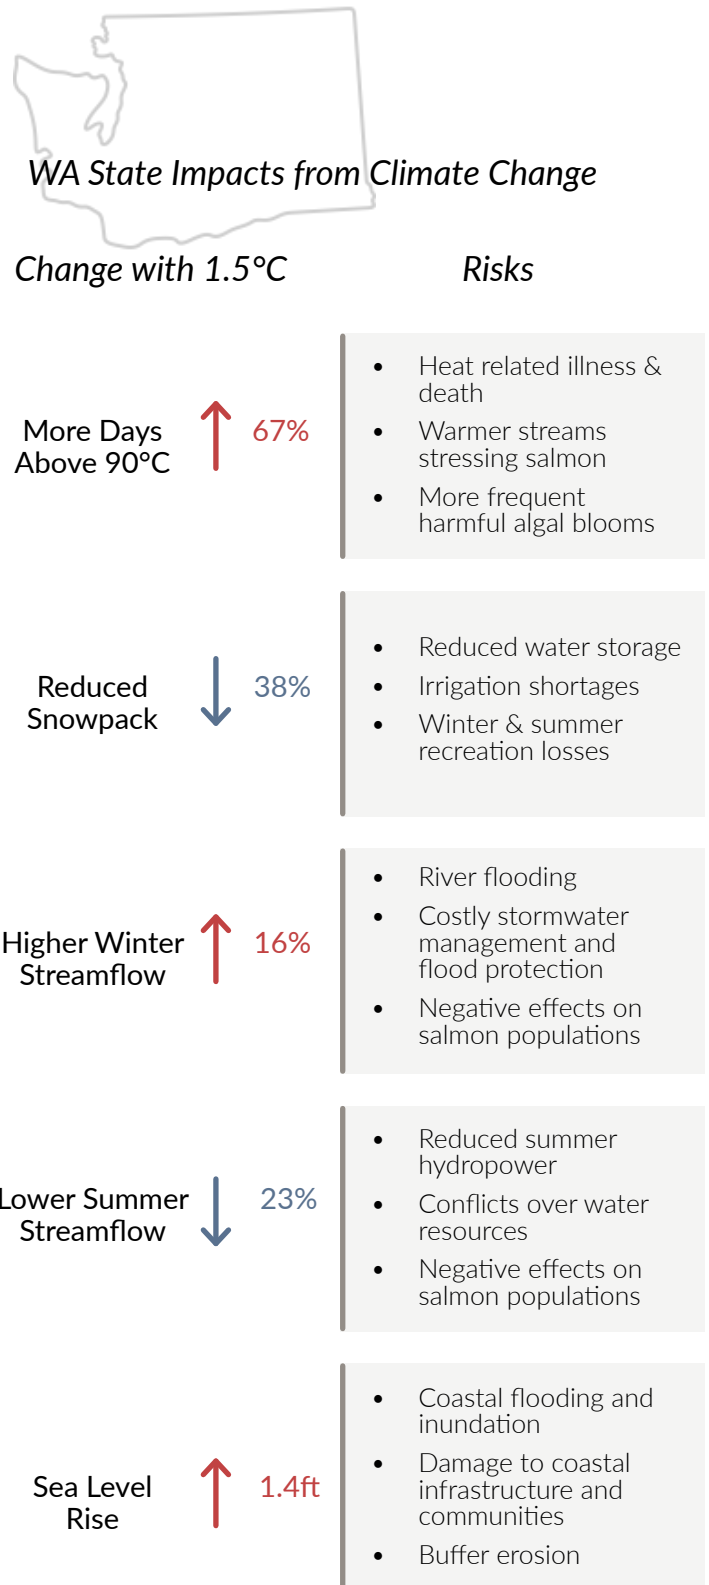 WA State Impacts from Climate Change
Change with 1.5°C
Risks
More Days
Above 90°C
67%
• Heat related illness &
death
• Warmer streams
stressing salmon
• More frequent
harmful algal blooms
Reduced
Snowpack
38%
• Reduced water storage
• Irrigation shortages
• Winter & summer
recreation losses
Higher Winter
Streamflow
16%
• River flooding
• Costly stormwater
management and
flood protection
• Negative effects on
salmon populations
Lower Summer
Streamflow
23%
• Reduced summer
hydropower
• Conflicts over water
resources
• Negative effects on
salmon populations
Sea Level
Rise
1.4ft
• Coastal flooding and
inundation
• Damage to coastal
infrastructure and
communities
• Buffer erosion